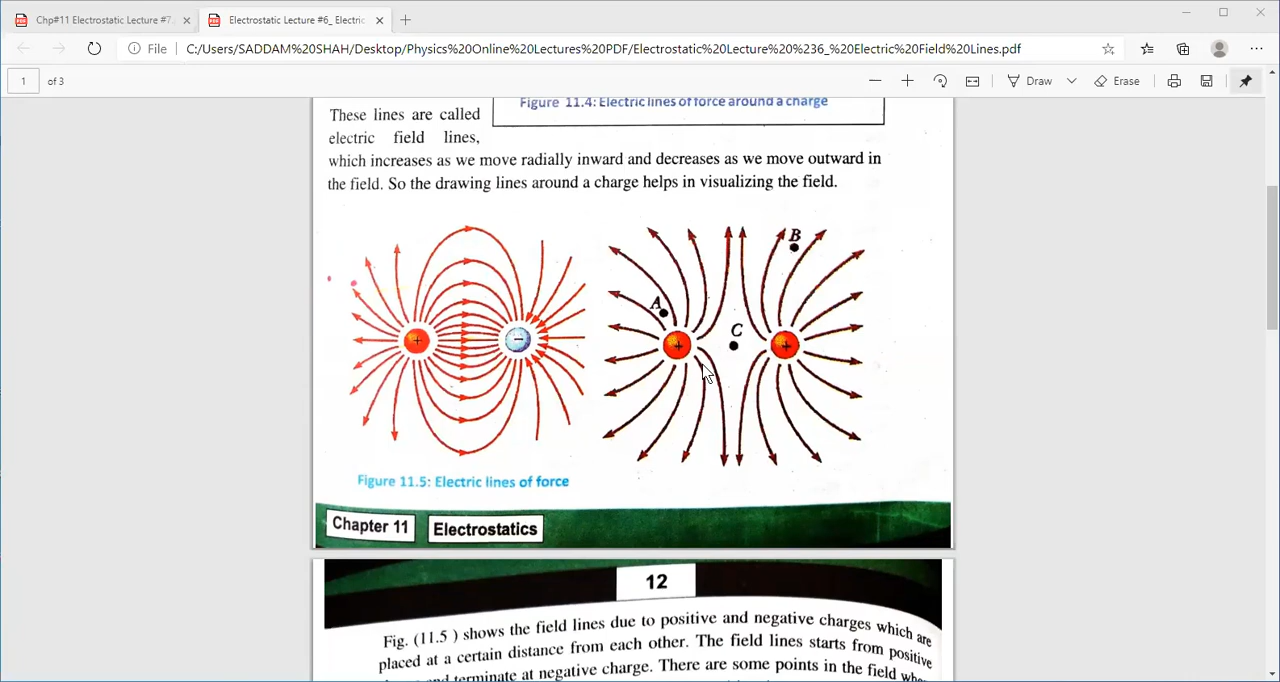 Chp#11 Electrostatic Lecture #7
Electrostatic Lecture #6_ Electric
File
C:/Users/SADDAM%20SHAH/Desktop/Physics%20Online%20Lectures%20PDF/Electrostatic%20Lecture%20%236_%20Electric%20Field%20Lines.pdf
1 of 3
Draw
Erase
These lines are called
Figure 11.4: Electric lines of force around a charge
electric field lines,
which increases as we move radially inward and decreases as we move outward in
the field. So the drawing lines around a charge helps in visualizing the field.
B
A
C
+ − + +
Figure 11.5: Electric lines of force
Chapter 11 Electrostatics
12
Fig. (11.5 ) shows the field lines due to positive and negative charges which are
placed at a certain distance from each other. The field lines starts from positive
terminate at negative charge. There are some points in the field